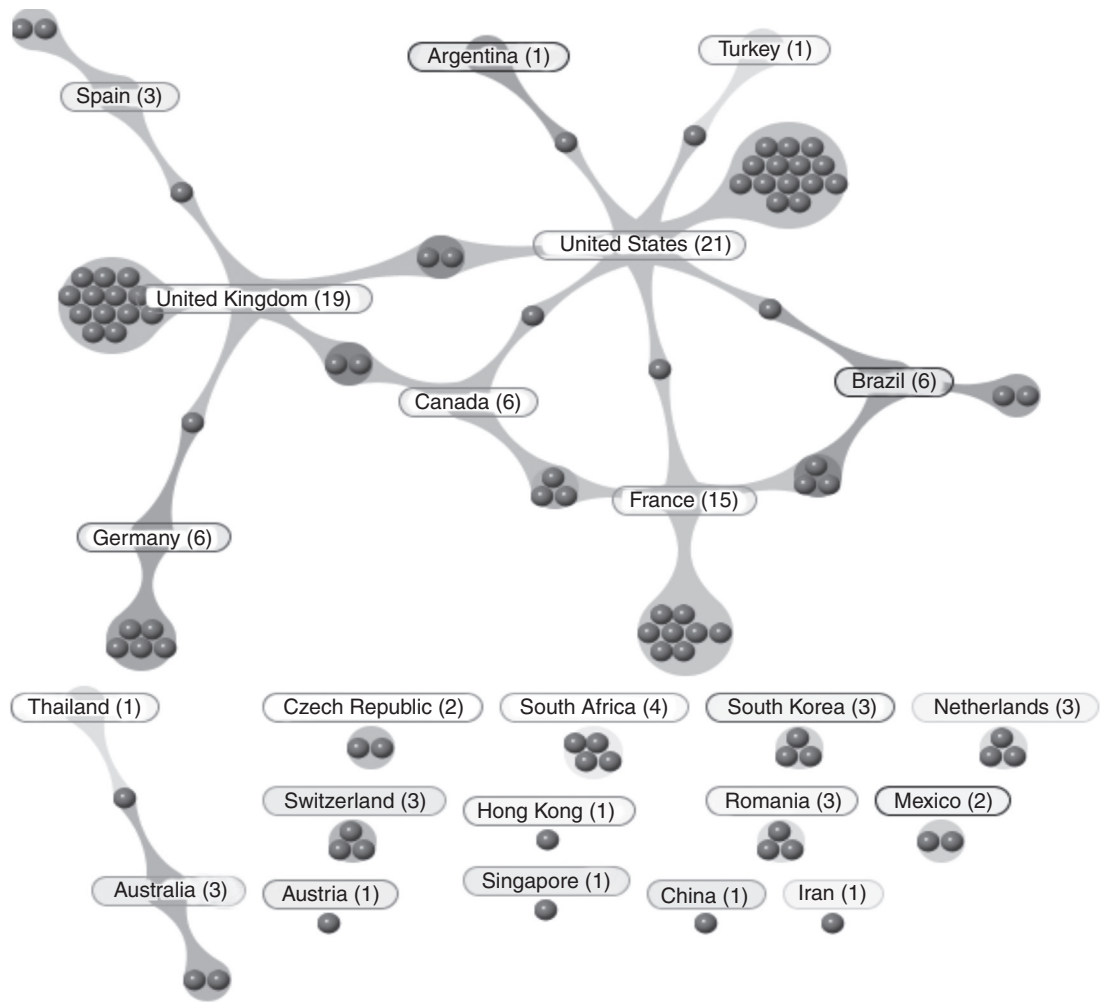 Argentina (1)
Turkey (1)
Spain (3)
United States (21)
United Kingdom (19)
Brazil (6)
Canada (6)
France (15)
Germany (6)
Thailand (1)
Czech Republic (2)
South Africa (4)
South Korea (3)
Netherlands (3)
Switzerland (3)
Hong Kong (1)
Romania (3)
Mexico (2)
Australia (3)
Austria (1)
Singapore (1)
China (1)
Iran (1)